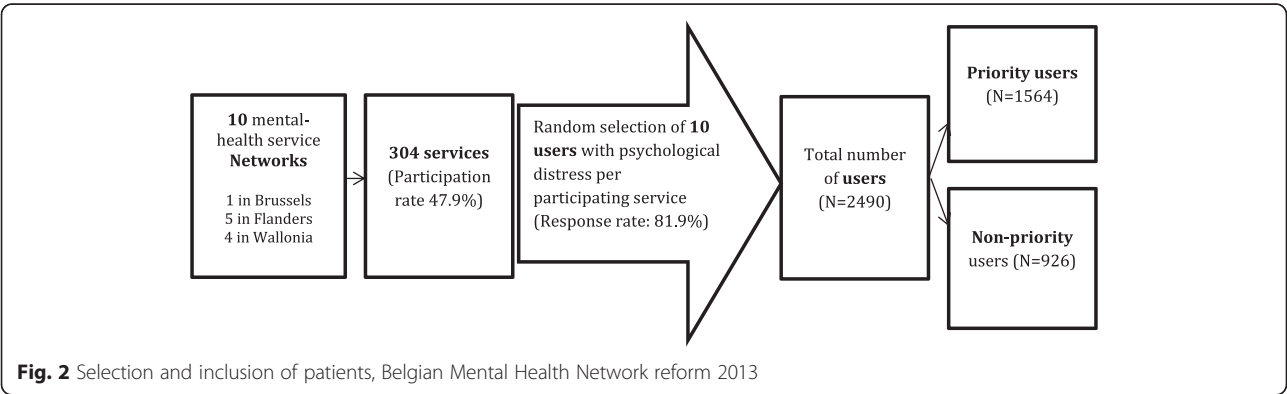 10 mental-
health service
Networks
1 in Brussels
5 in Flanders
4 in Wallonia
304 services
(Participation
rate 47.9%)
Random selection of 10
users with psychological
distress per
participating service
(Response rate: 81.9%)
Total number
of users
(N=2490)
Priority users
(N=1564)
Non-priority
users (N=926)
Fig. 2 Selection and inclusion of patients, Belgian Mental Health Network reform 2013